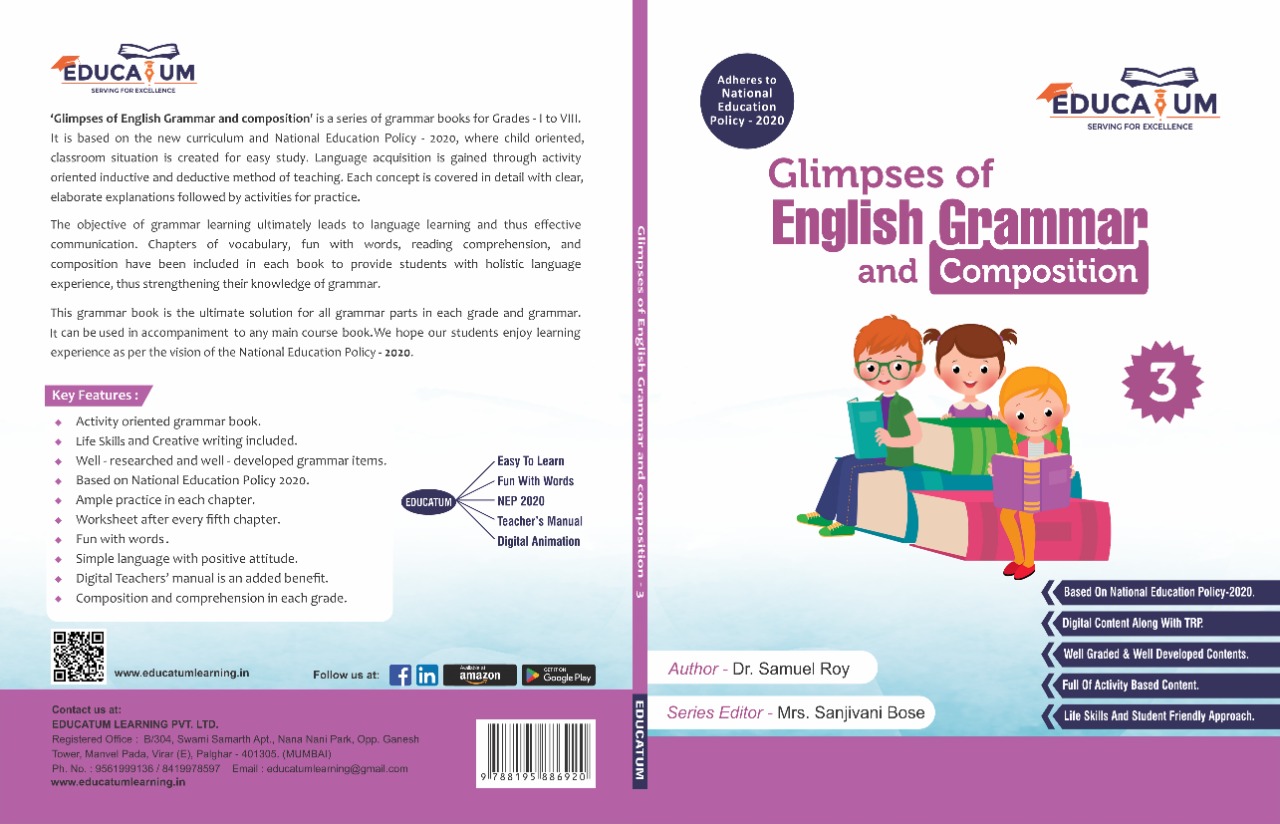 EDUCATUM
SERVING FOR EXCELLENCE
‘Glimpses of English Grammar and composition’ is a series of grammar books for Grades - I to VIII.
It is based on the new curriculum and National Education Policy - 2020, where child oriented,
classroom situation is created for easy study. Language acquisition is gained through activity
oriented inductive and deductive method of teaching. Each concept is covered in detail with clear,
elaborate explanations followed by activities for practice.
The objective of grammar learning ultimately leads to language learning and thus effective
communication. Chapters of vocabulary, fun with words, reading comprehension, and
composition have been included in each book to provide students with holistic language
experience, thus strengthening their knowledge of grammar.
This grammar book is the ultimate solution for all grammar parts in each grade and grammar.
It can be used in accompaniment to any main course book.We hope our students enjoy learning
experience as per the vision of the National Education Policy - 2020.
Key Features :
Activity oriented grammar book.
Life Skills and Creative writing included.
Well - researched and well - developed grammar items.
Based on National Education Policy 2020.
Ample practice in each chapter.
Worksheet after every fifth chapter.
Fun with words.
Simple language with positive attitude.
Digital Teachers’ manual is an added benefit.
Composition and comprehension in each grade.
EDUCATUM
Easy To Learn
Fun With Words
NEP 2020
Teacher's Manual
Digital Animation
www.educatumlearning.in
Follow us at:
f
in
Available at
amazon
GET IT ON
Google Play
Contact us at:
EDUCATUM LEARNING PVT. LTD.
Registered Office : B/304, Swami Samarth Apt., Nana Nani Park, Opp. Ganesh
Tower, Manvel Pada, Virar (E), Palghar - 401305. (MUMBAI)
Ph. No. : 9561999136 / 8419978597 Email : educatumlearning@gmail.com
www.educatumlearning.in
9 788195 886920
Glimpses of English Grammar and composition - 3
EDUCATUM
Adheres to
National
Education
Policy - 2020
EDUCATUM
SERVING FOR EXCELLENCE
Glimpses of
English Grammar
and Composition
3
Based On National Education Policy-2020.
Digital Content Along With TRP.
Well Graded & Well Developed Contents.
Full Of Activity Based Content.
Life Skills And Student Friendly Approach.
Author - Dr. Samuel Roy
Series Editor - Mrs. Sanjivani Bose